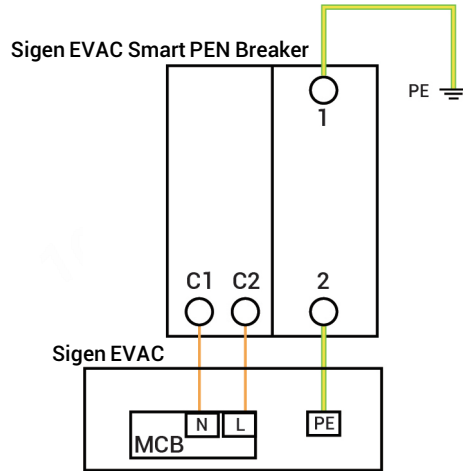 Sigen EVAC Smart PEN Breaker
PE
1
C1 C2 2
Sigen EVAC
N L PE
MCB